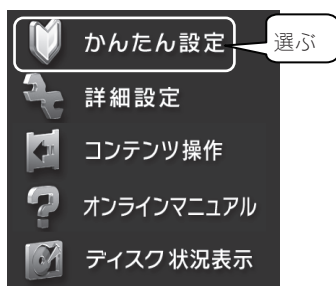 かんたん設定
選ぶ
詳細設定
コンテンツ操作
オンラインマニュアル
ディスク状況表示